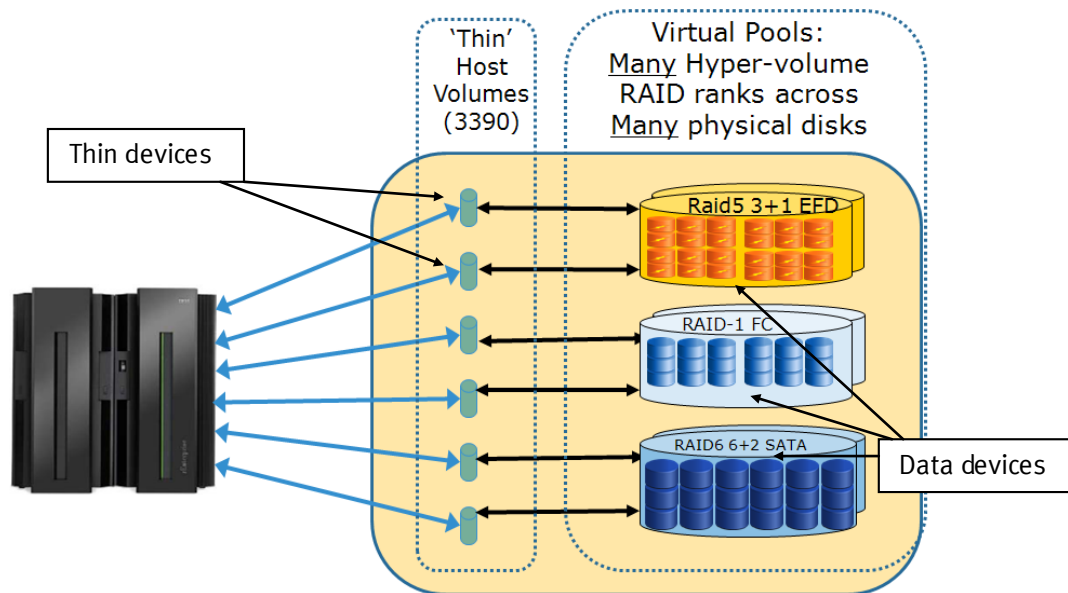 ‘Thin’
Host
Volumes
(3390)
Virtual Pools:
Many Hyper-volume
RAID ranks across
Many physical disks
Thin devices
Raid5 3+1 EFD
RAID-1 FC
RAID6 6+2 SATA
Data devices